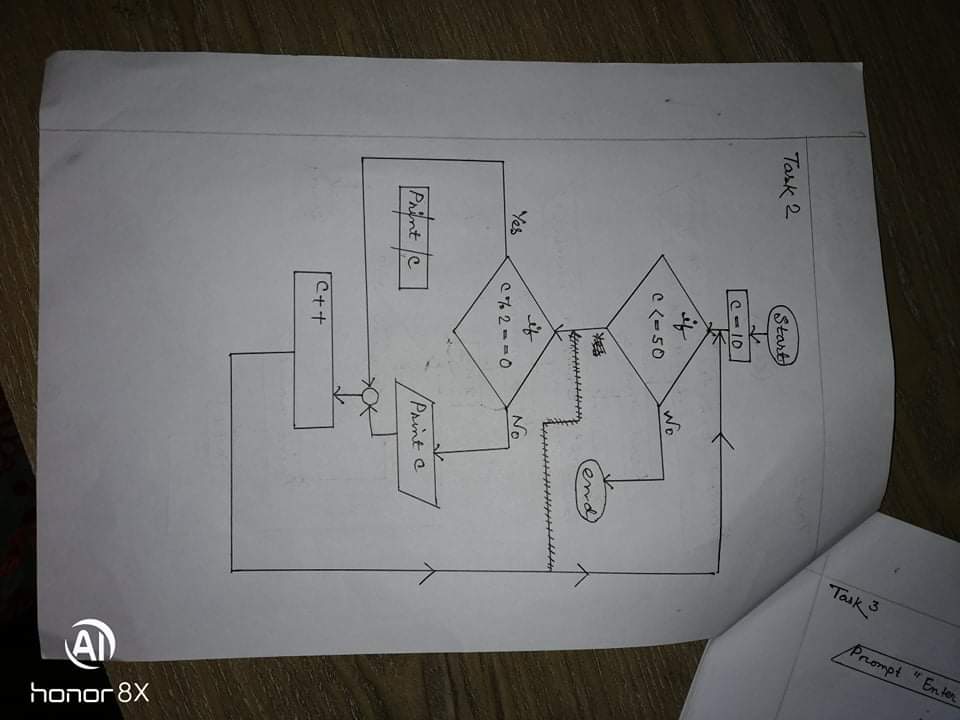 Task 3
Prompt " Enter
Task 2
Start
C = 10
if
C <= 50
No
end
if
C % 2 == 0
Yes
No
Print C
Print C
C++
AI
honor 8X